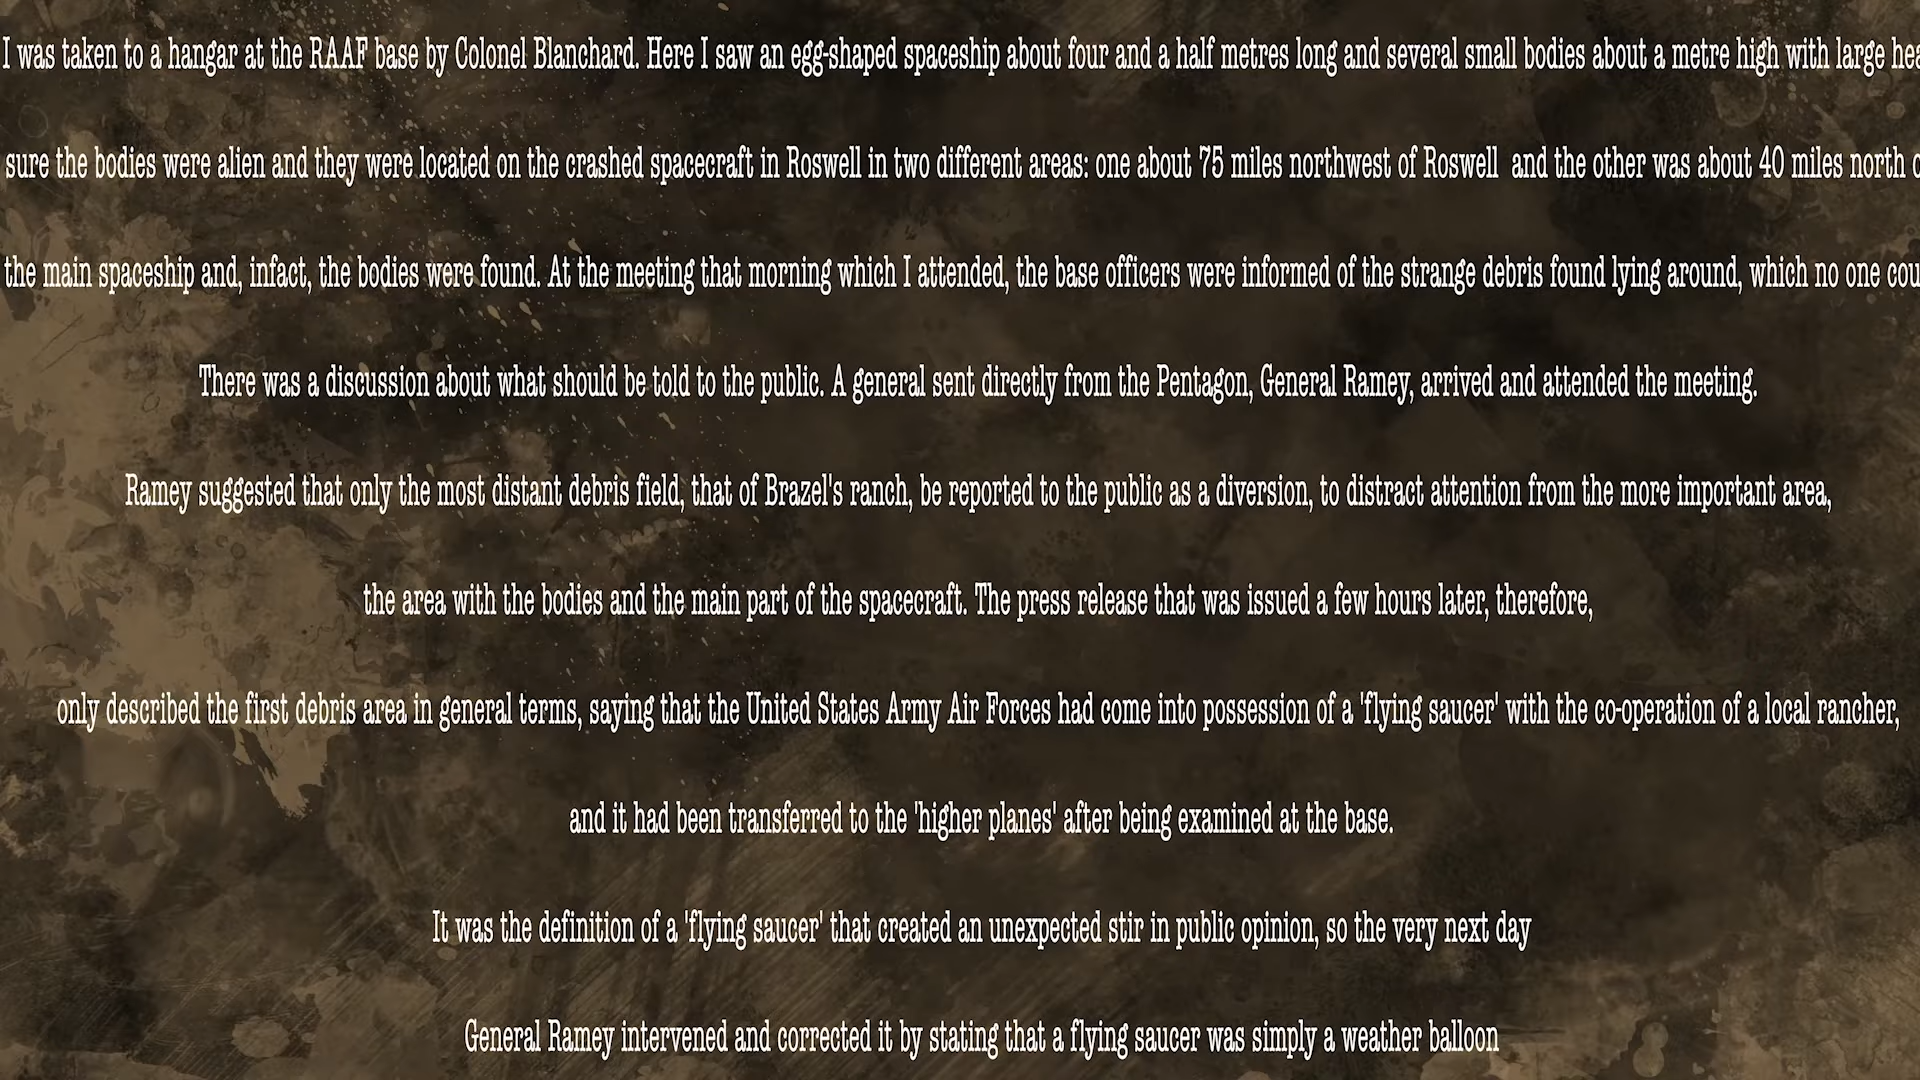 I was taken to a hangar at the RAAF base by Colonel Blanchard. Here I saw an egg-shaped spaceship about four and a half metres long and several small bodies about a metre high with large
sure the bodies were alien and they were located on the crashed spacecraft in Roswell in two different areas: one about 75 miles northwest of Roswell  and the other was about 40 miles north
the main spaceship and, infact, the bodies were found. At the meeting that morning which I attended, the base officers were informed of the strange debris found lying around, which no one
There was a discussion about what should be told to the public. A general sent directly from the Pentagon, General Ramey, arrived and attended the meeting.
Ramey suggested that only the most distant debris field, that of Brazel's ranch, be reported to the public as a diversion, to distract attention from the more important area,
the area with the bodies and the main part of the spacecraft. The press release that was issued a few hours later, therefore,
only described the first debris area in general terms, saying that the United States Army Air Forces had come into possession of a 'flying saucer' with the co-operation of a local rancher,
and it had been transferred to the 'higher planes' after being examined at the base.
It was the definition of a 'flying saucer' that created an unexpected stir in public opinion, so the very next day
General Ramey intervened and corrected it by stating that a flying saucer was simply a weather balloon